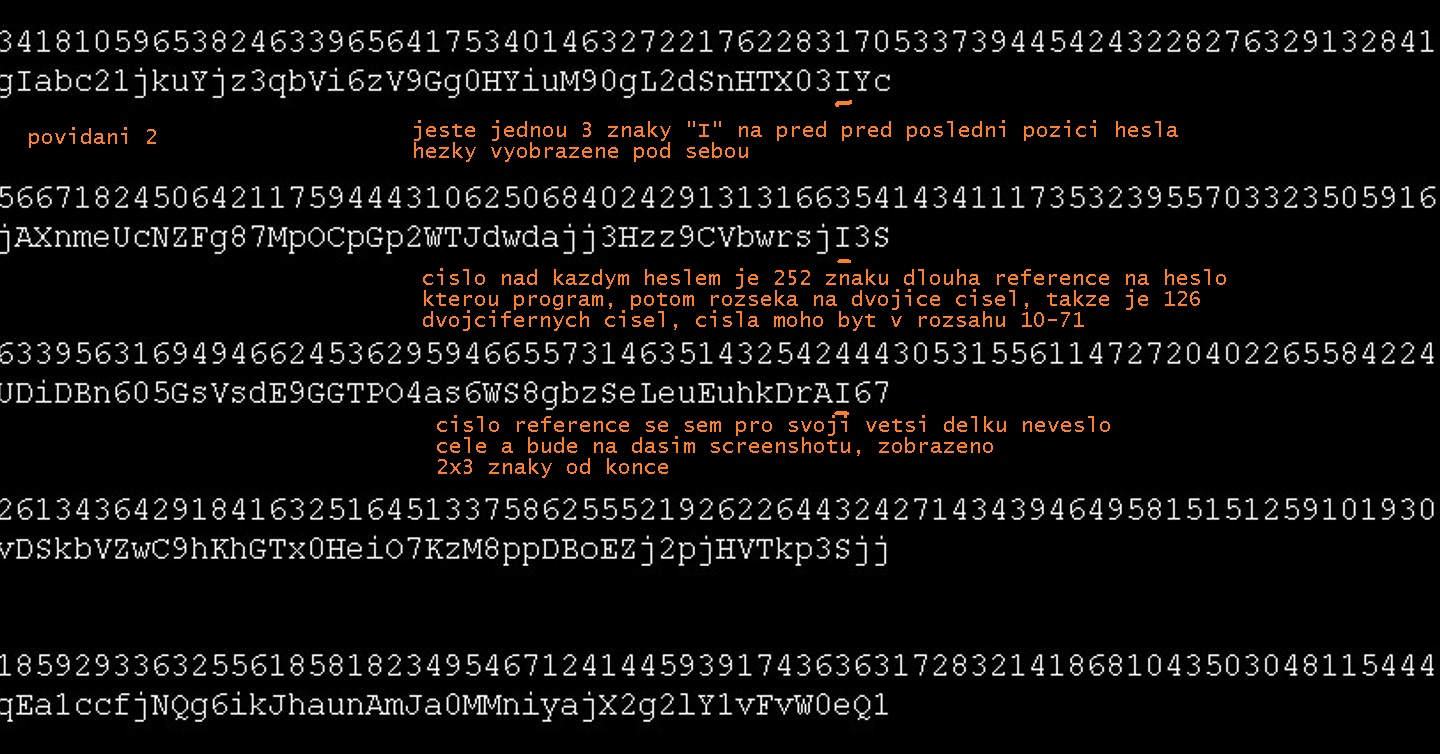 34181059653824633965641753401463272217622831705337394454243228276329132841
gIabc21jkuYjz3qbVi6zV9Gg0HYiuM90gL2dSnHTX03IYc
povidani 2
jeste jednou 3 znaky "I" na pred pred posledni pozici hesla
hezky vyobrazene pod sebou
56671824506421175944431062506840242913131663541434111735323955703323505916
jAXnmeUcNZFg87MpOCpGp2WTJdwdajj3Hzz9CVbwrsjI3S
cislo nad kazdym heslem je 252 znaku dlouha reference na heslo
kterou program, potom rozseka na dvojice cisel, takze je 126
dvojcifernych cisel, cisla moho byt v rozsahu 10-71
63395631694946624536295946655731463514325424443053155611472720402265584224
UDiDBn605GsVsdE9GGTPO4as6WS8gbzSeLeuEuhkDrAI67
cislo reference se sem pro svoji vetsi delku neveslo
cele a bude na dasim screenshotu, zobrazeno
2x3 znaky od konce
26134364291841632516451337586255521926226443242714343946495815151259101930
vDSkbVZwC9hKhGTx0HeiO7KzM8ppDBoEZj2pjHVTkp3Sjj
18592933632556185818234954671241445939174363631728321418681043503048115444
qEa1ccfjNQg6ikJhaunAmJa0MMniyajX2g2lY1vFvW0eQ1